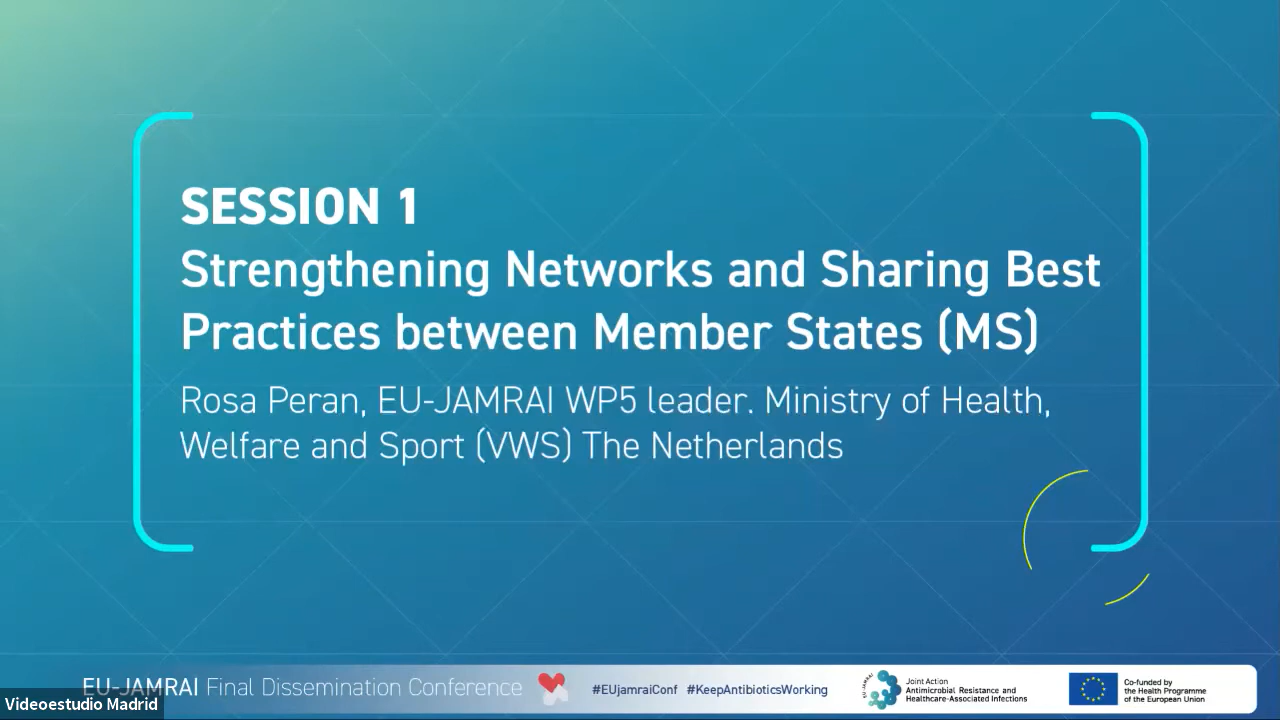 SESSION 1
Strengthening Networks and Sharing Best
Practices between Member States (MS)
Rosa Peran, EU-JAMRAI WP5 leader. Ministry of Health,
Welfare and Sport (VWS) The Netherlands
EU-JAMRAI Final Dissemination Conference
#EUjamraiConf #KeepAntibioticsWorking
EU-JAMRAI
Joint Action
Antimicrobial Resistance and
Healthcare-Associated Infections
Co-funded by
the Health Programme
of the European Union
Videoestudio Madrid